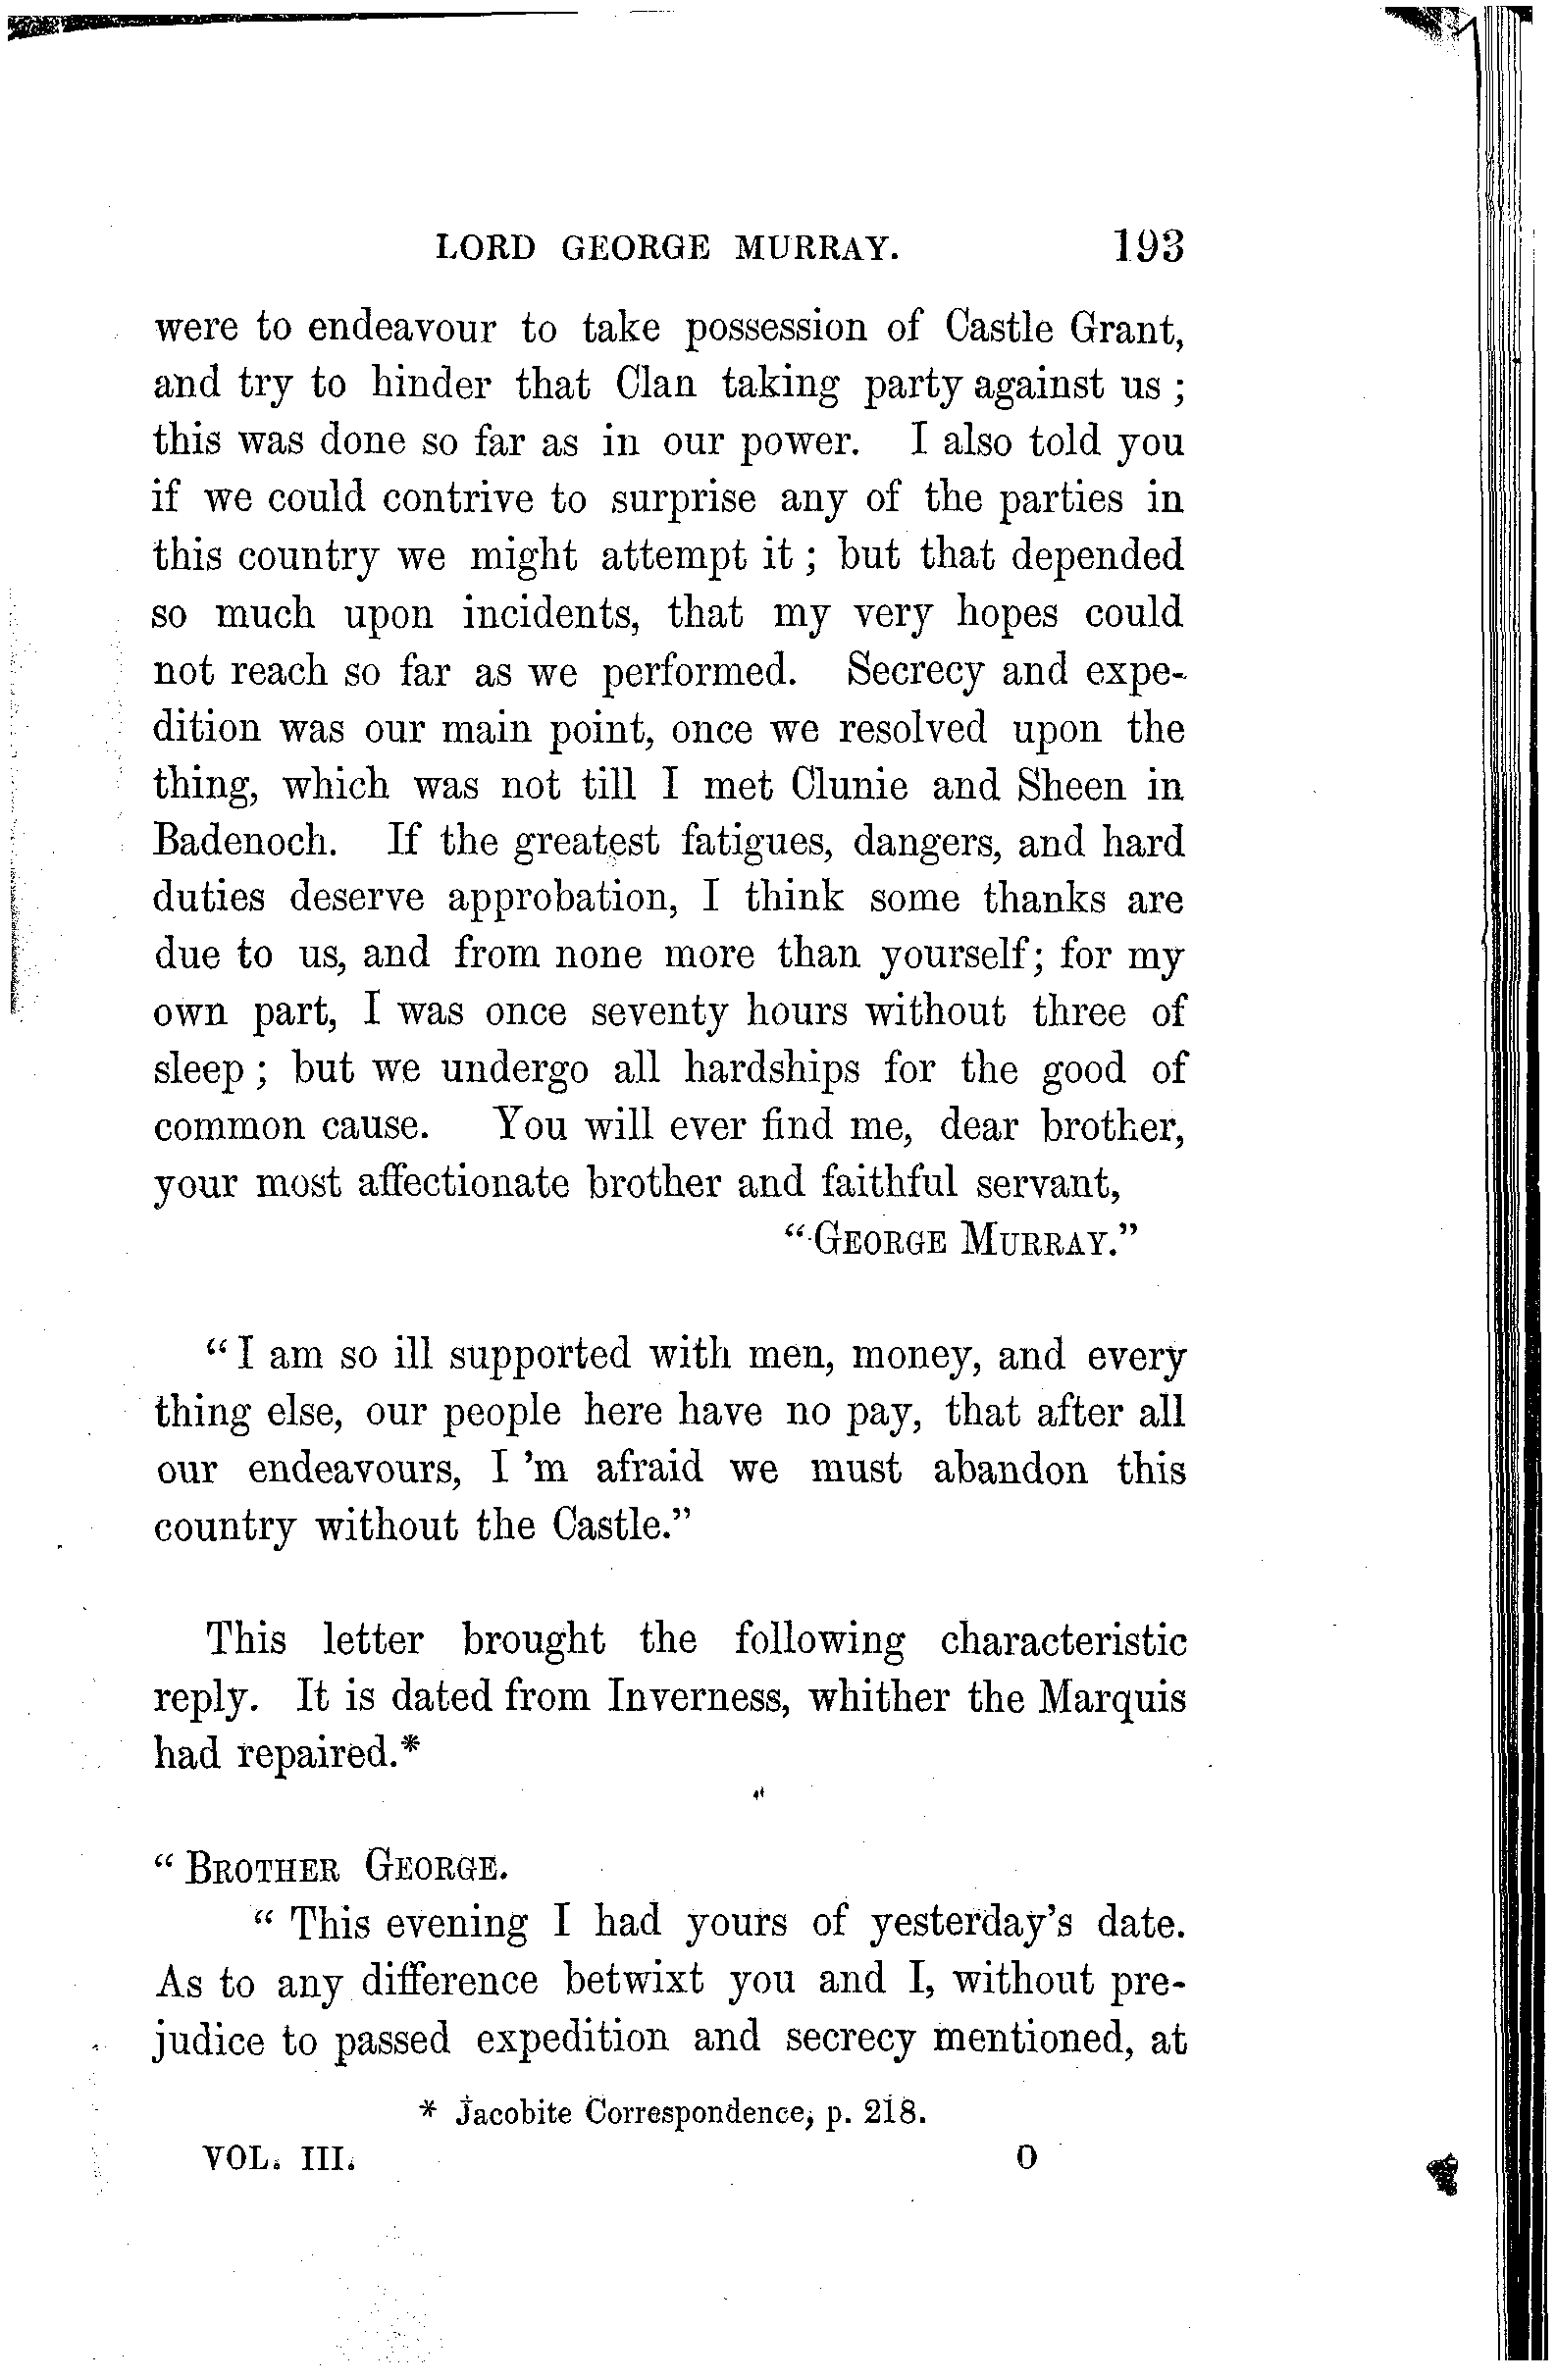 LORD GEORGE MURRAY. 193
were to endeavour to take possession of Castle Grant,
and try to hinder that Clan taking party against us ;
this was done so far as in our power. I also told you
if we could contrive to surprise any of the parties in
this country we might attempt it ; but that depended
so much upon incidents, that my very hopes could
not reach so far as we performed. Secrecy and expe-
dition was our main point, once we resolved upon the
thing, which was not till I met Clunie and Sheen in
Badenoch. If the greatest fatigues, dangers, and hard
duties deserve approbation, I think some thanks are
due to us, and from none more than yourself; for my
own part, I was once seventy hours without three of
sleep ; but we undergo all hardships for the good of
common cause. You will ever find me, dear brother,
your most affectionate brother and faithful servant,
“ GEORGE MURRAY.”
“ I am so ill supported with men, money, and every
thing else, our people here have no pay, that after all
our endeavours, I ’m afraid we must abandon this
country without the Castle.”
This letter brought the following characteristic
reply. It is dated from Inverness, whither the Marquis
had repaired.*
“ BROTHER GEORGE.
“ This evening I had yours of yesterday’s date.
As to any difference betwixt you and I, without pre-
judice to passed expedition and secrecy mentioned, at
* Jacobite Correspondence, p. 218.
VOL. III. O